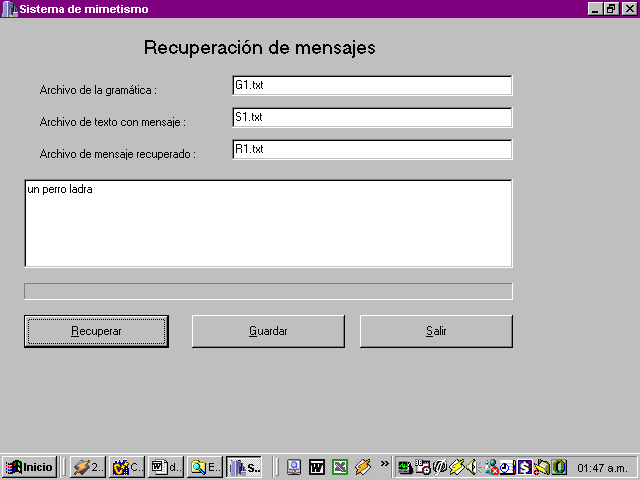 Sistema de mimetismo
Recuperación de mensajes
Archivo de la gramática :
G1.txt
Archivo de texto con mensaje :
S1.txt
Archivo de mensaje recuperado :
R1.txt
un perro ladra
Recuperar
Guardar
Salir
Inicio
2..
C..
d..
E..
S..
»
01:47 a.m.